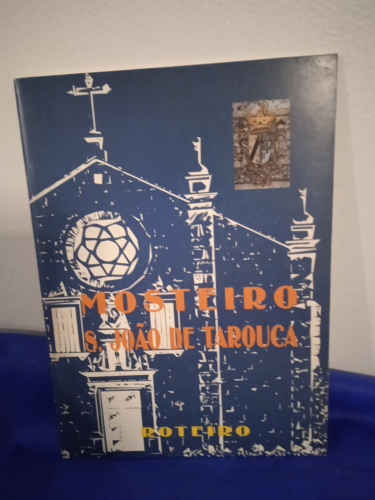 MOSTEIRO
S. JOÃO DE TAROUCA
ROTEIRO